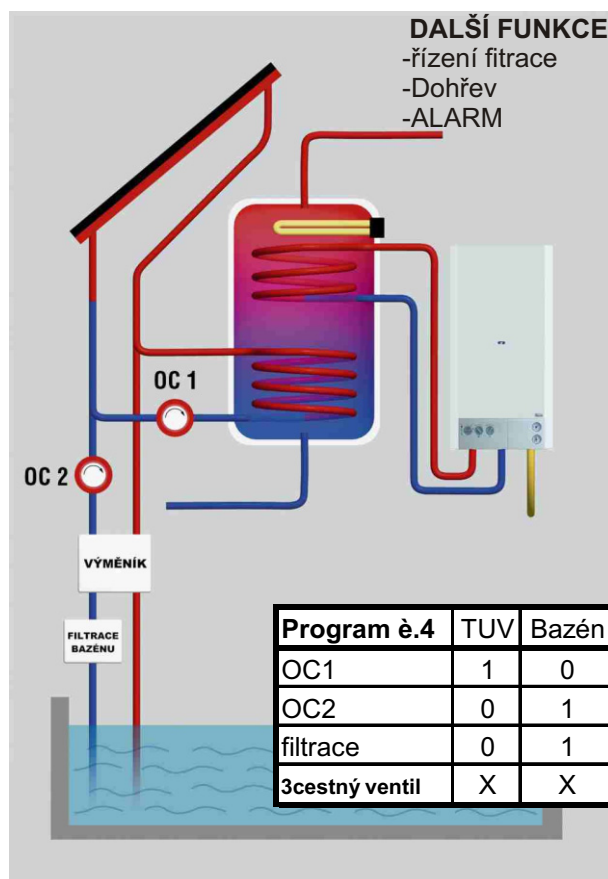 DALŠÍ FUNKCE
-řízení fitrace
-Dohřev
-ALARM
OC 1
OC 2
VÝMĚNÍK
FILTRACE
BAZÉNU
Program è.4 TUV Bazén
OC1 1 0
OC2 0 1
filtrace 0 1
3cestný ventil X X